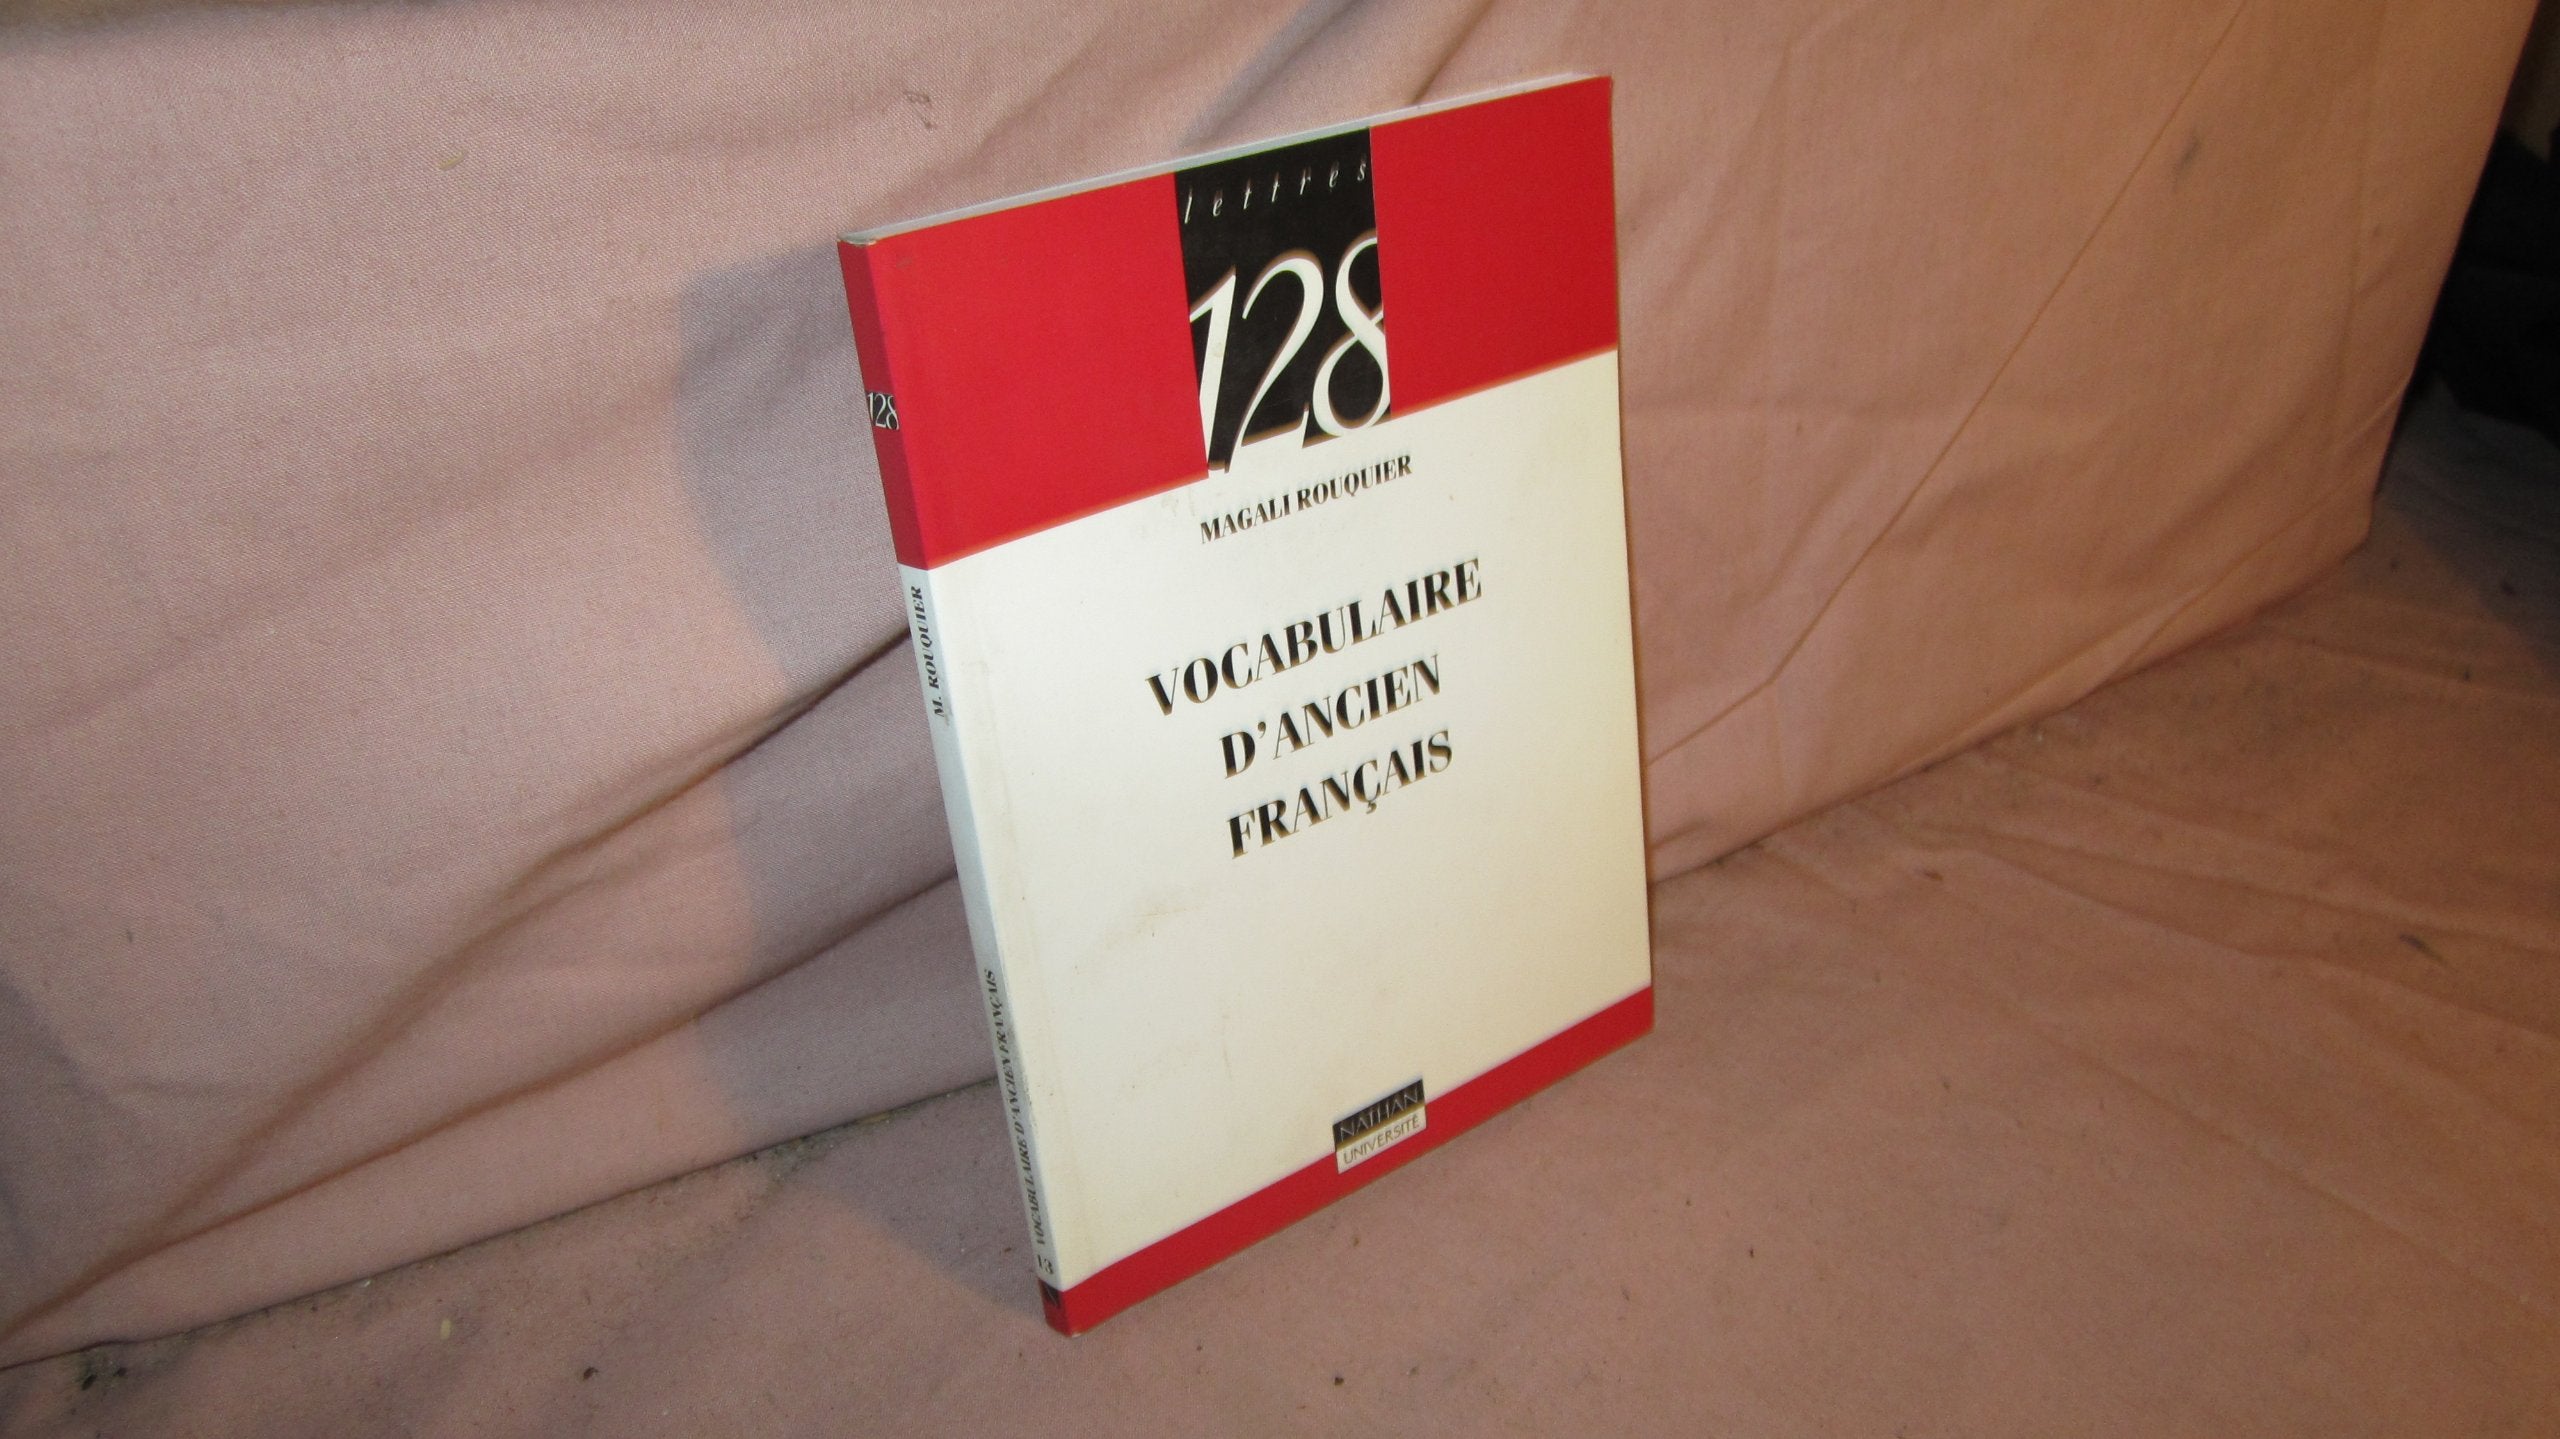 lettres
128
MAGALI ROUQUIER
VOCABULAIRE
D'ANCIEN
FRANÇAIS
NATHAN
UNIVERSITÉ
128
M. ROUQUIER
VOCABULAIRE D'ANCIEN FRANÇAIS
13
N